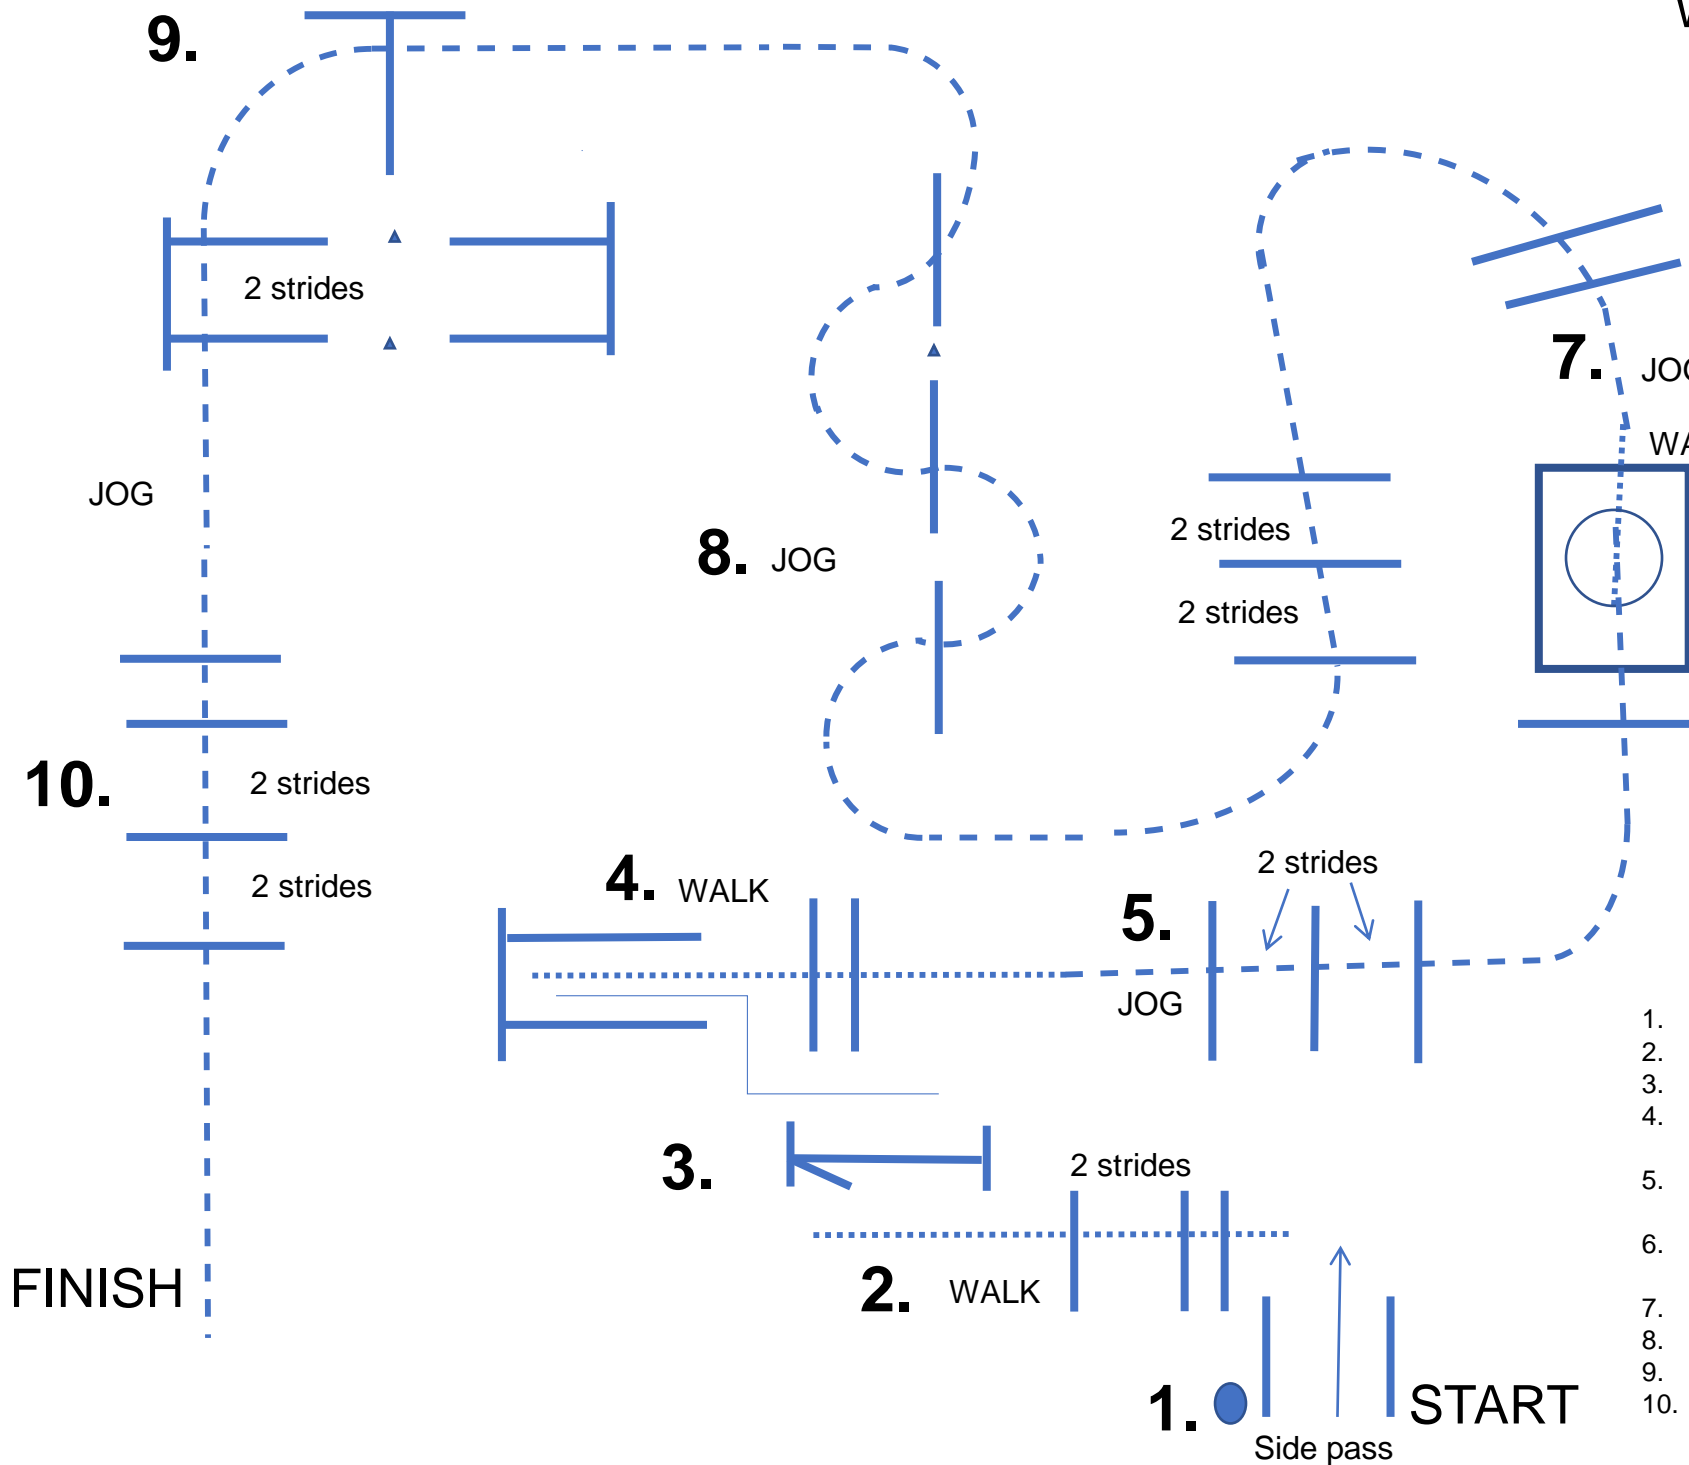 9.
2 strides
7.
JOG
8. JOG
2 strides
2 strides
10.
2 strides
2 strides
4. WALK
2 strides
5.
JOG
3.
2 strides
2. WALK
FINISH
1. START
Side pass
1.
2.
3.
4.
5.
6.
7.
8.
9.
10.